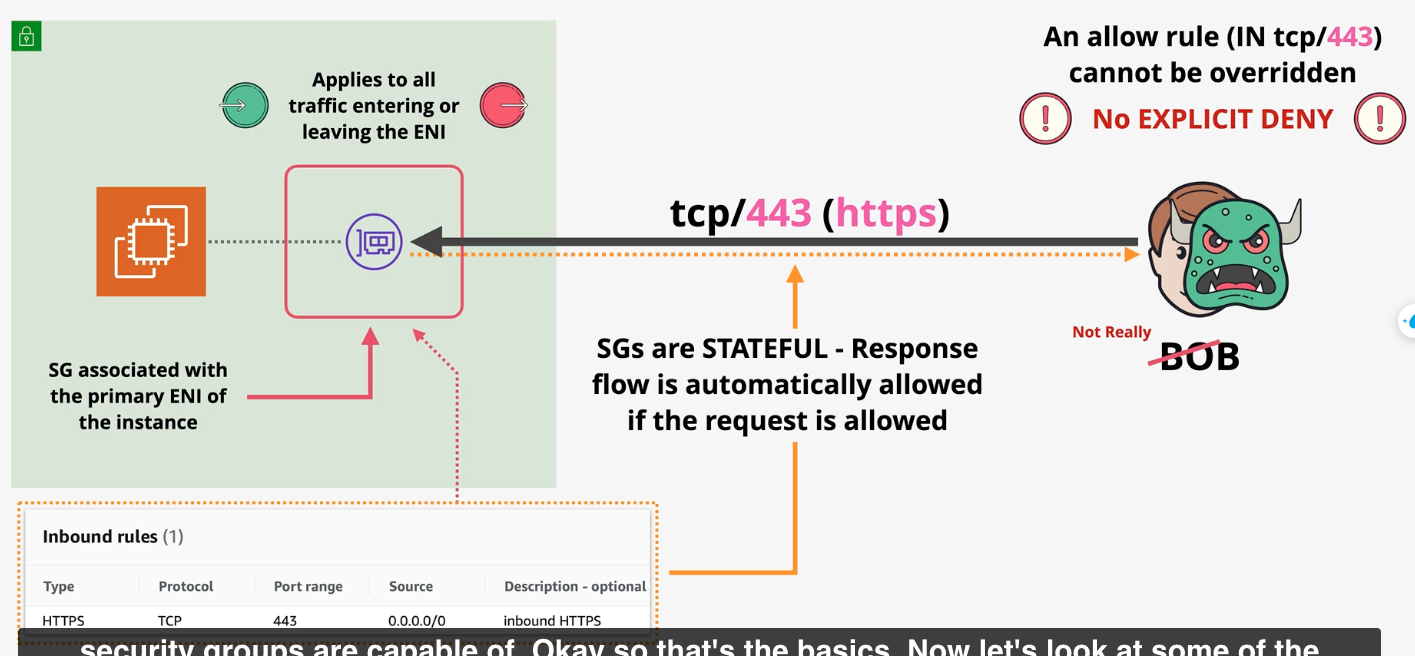 Applies to all
traffic entering or
leaving the ENI
An allow rule (IN tcp/443)
cannot be overridden
No EXPLICIT DENY
tcp/443 (https)
SG associated with
the primary ENI of
the instance
SGs are STATEFUL - Response
flow is automatically allowed
if the request is allowed
Not Really
BOB
Inbound rules (1)
Type Protocol Port range Source Description - optional
HTTPS TCP 443 0.0.0.0/0 inbound HTTPS
security groups are capable of. Okay so that's the basics. Now let's look at some of the